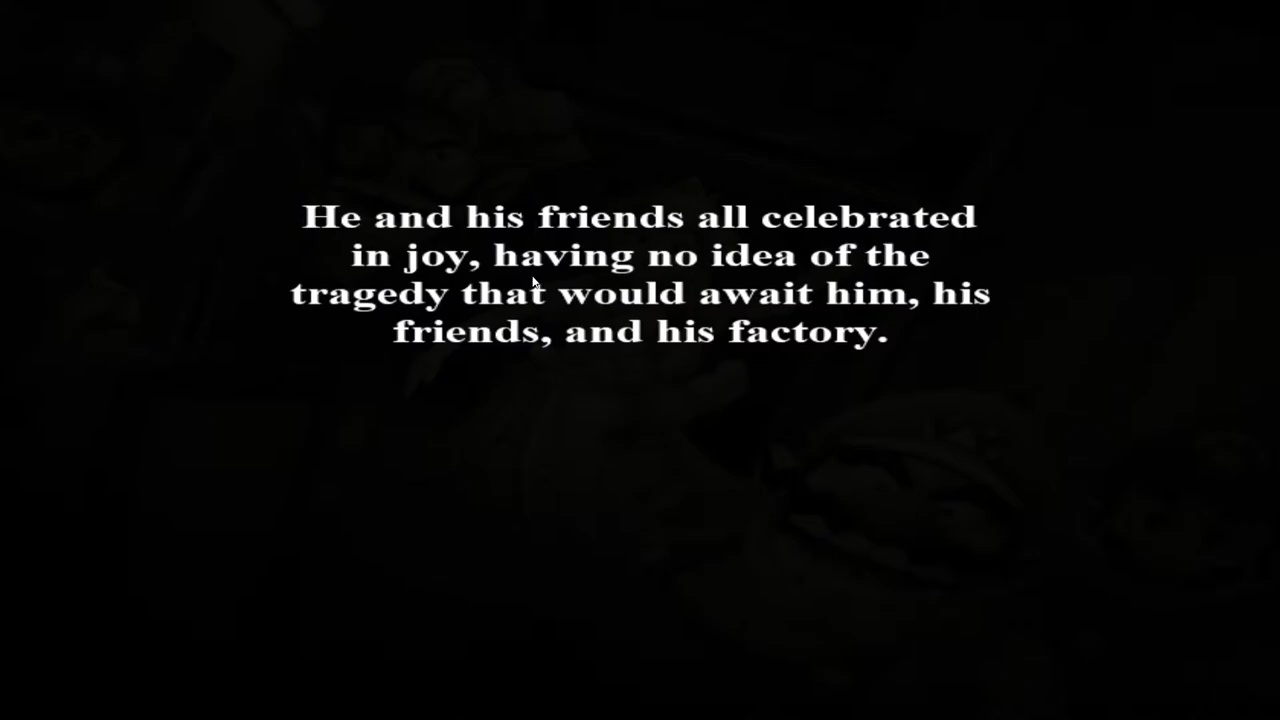 He and his friends all celebrated
in joy, having no idea of the
tragedy that would await him, his
friends, and his factory.